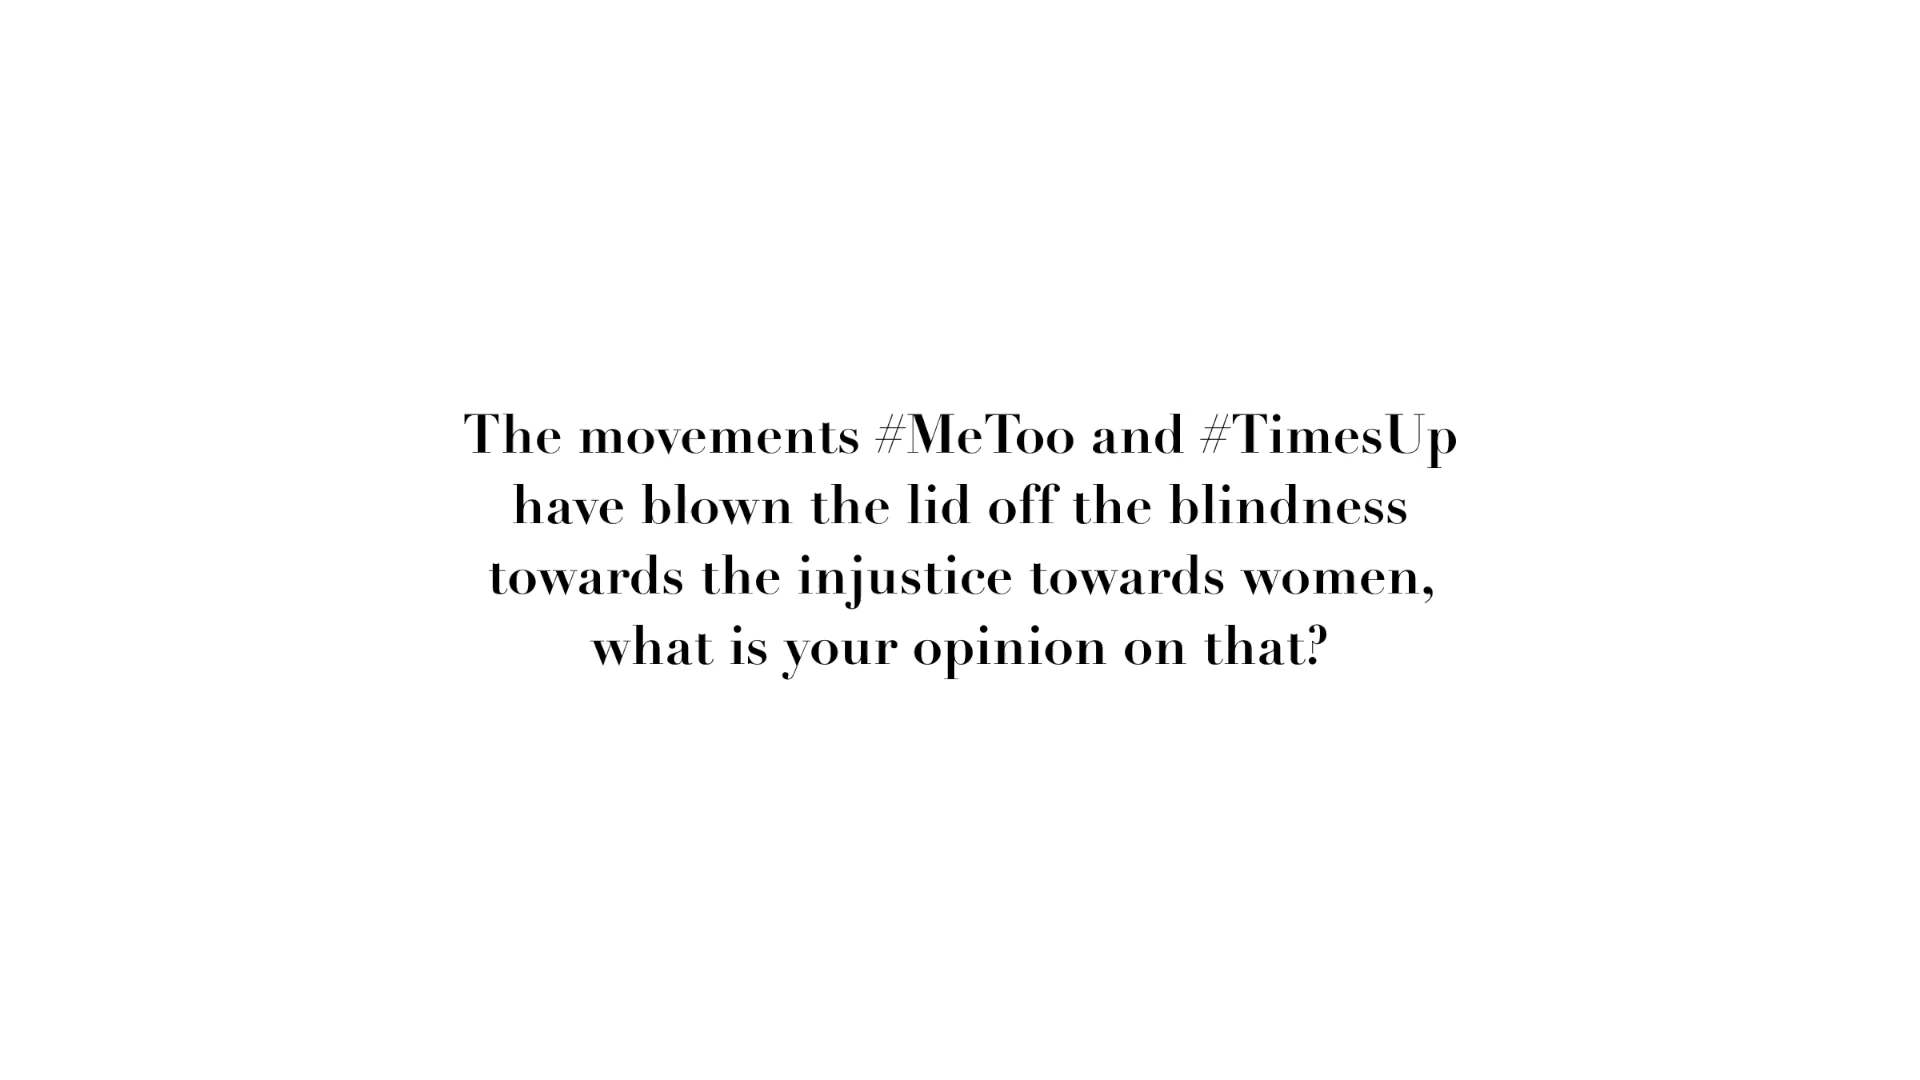 The movements #MeToo and #TimesUp
have blown the lid off the blindness
towards the injustice towards women,
what is your opinion on that?